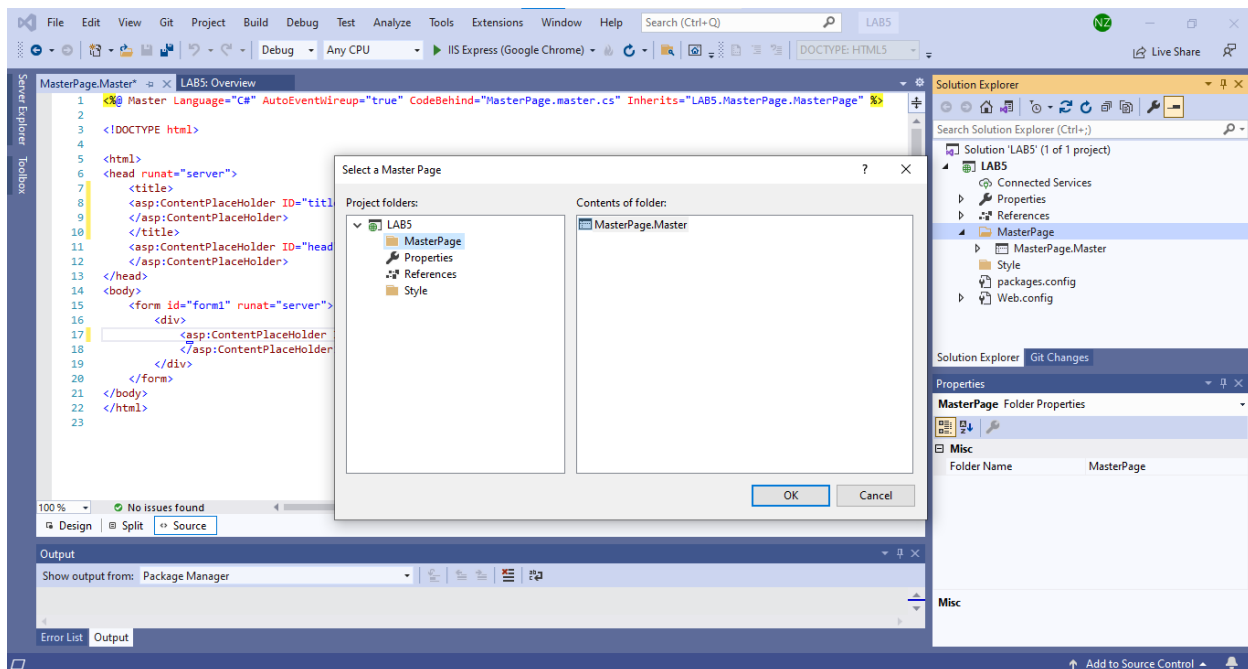 File Edit View Git Project Build Debug Test Analyze Tools Extensions Window Help Search (Ctrl+Q) LAB5 NZ
Debug Any CPU IIS Express (Google Chrome) DOCTYPE: HTML5 Live Share
Server Explorer
Toolbox
MasterPage.Master* LAB5: Overview
1 <%@ Master Language="C#" AutoEventWireup="true" CodeBehind="MasterPage.master.cs" Inherits="LAB5.MasterPage.MasterPage" %>
2
3 <!DOCTYPE html>
4
5 <html>
6 <head runat="server">
7 <title>
8 <asp:ContentPlaceHolder ID="titl
9 </asp:ContentPlaceHolder>
10 </title>
11 <asp:ContentPlaceHolder ID="head
12 </asp:ContentPlaceHolder>
13 </head>
14 <body>
15 <form id="form1" runat="server">
16 <div>
17 <asp:ContentPlaceHolder
18 </asp:ContentPlaceHolder
19 </div>
20 </form>
21 </body>
22 </html>
23
100 % No issues found
Design Split Source
Select a Master Page ?
Project folders:
LAB5
MasterPage
Properties
References
Style
Contents of folder:
MasterPage.Master
OK Cancel
Output
Show output from: Package Manager
Error List Output
Solution Explorer
Search Solution Explorer (Ctrl+;)
Solution 'LAB5' (1 of 1 project)
LAB5
Connected Services
Properties
References
MasterPage
MasterPage.Master
Style
packages.config
Web.config
Solution Explorer Git Changes
Properties
MasterPage Folder Properties
Misc
Folder Name MasterPage
Misc
Add to Source Control